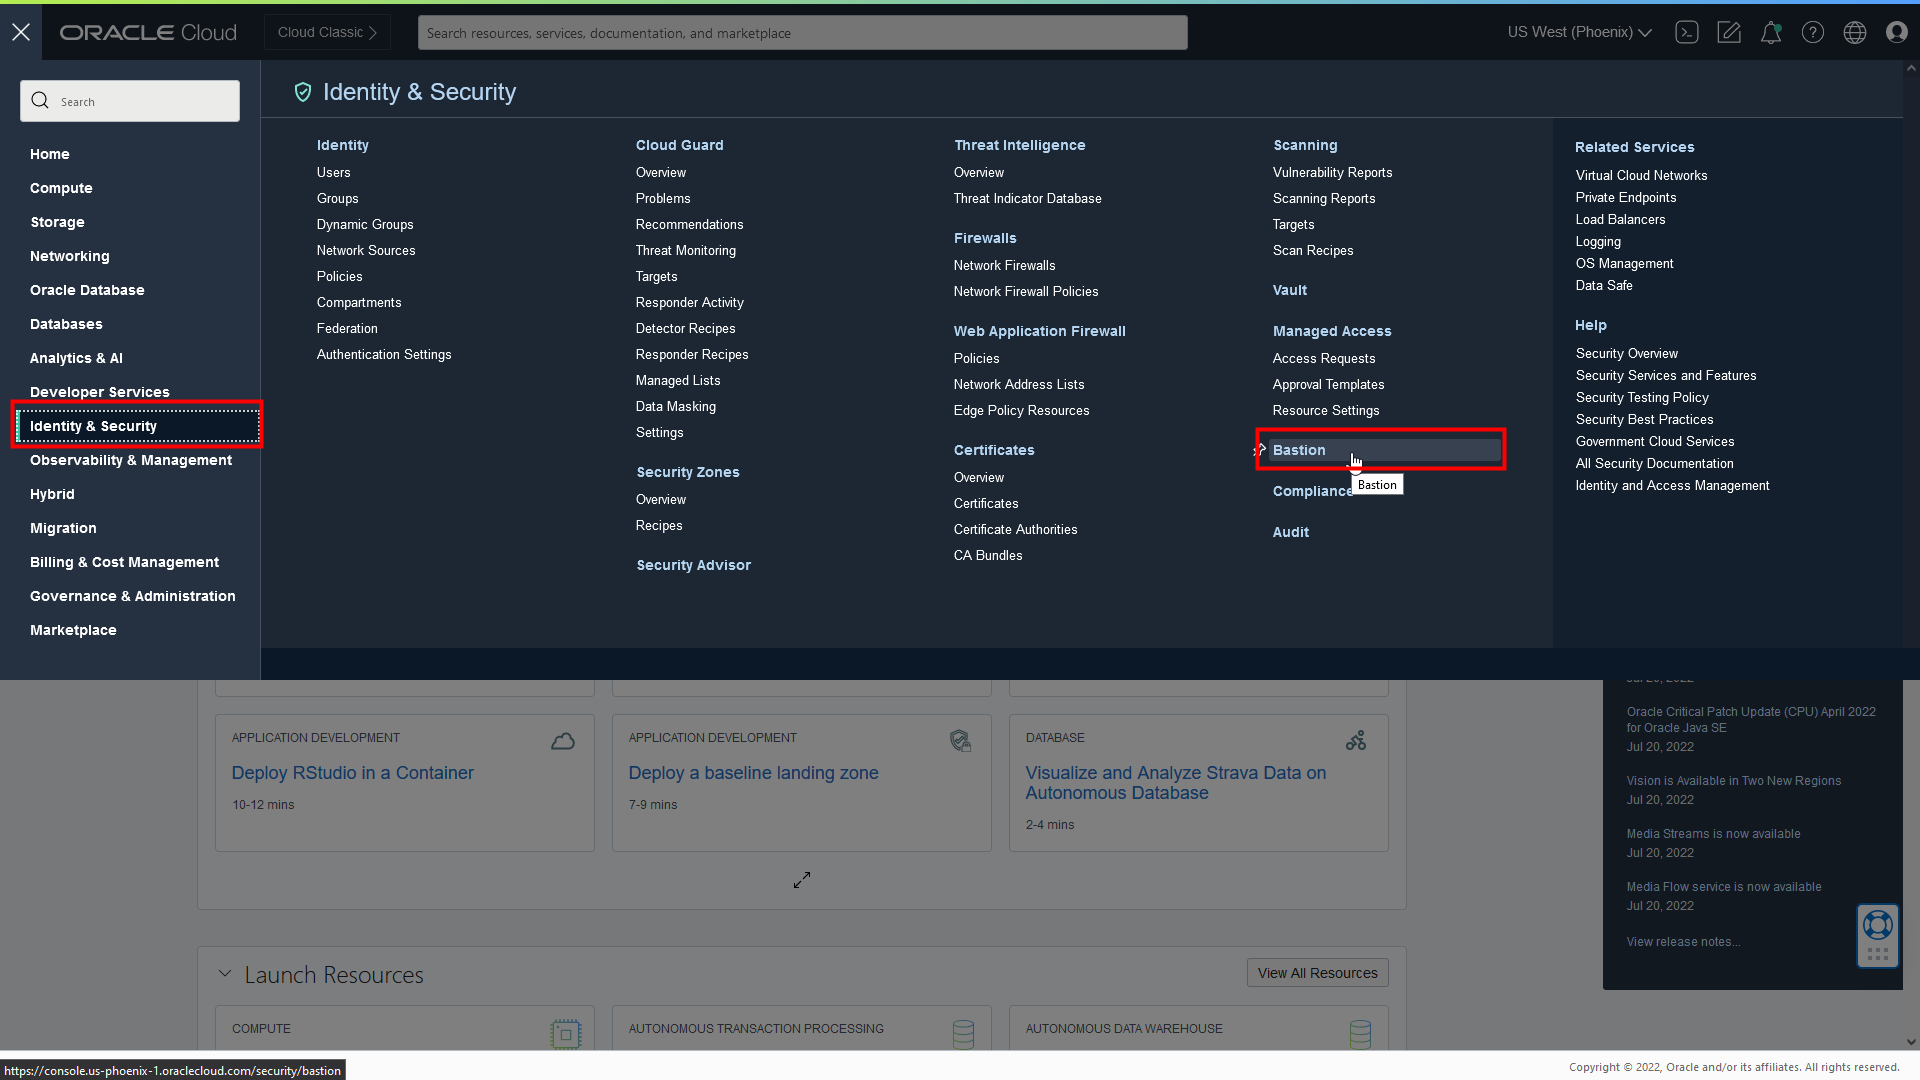 ORACLE Cloud
Cloud Classic
Search resources, services, documentation, and marketplace
US West (Phoenix)
Search
Home
Compute
Storage
Networking
Oracle Database
Databases
Analytics & AI
Developer Services
Identity & Security
Observability & Management
Hybrid
Migration
Billing & Cost Management
Governance & Administration
Marketplace
Identity & Security
Identity
Users
Groups
Dynamic Groups
Network Sources
Policies
Compartments
Federation
Authentication Settings
Cloud Guard
Overview
Problems
Recommendations
Threat Monitoring
Targets
Responder Activity
Detector Recipes
Responder Recipes
Managed Lists
Data Masking
Settings
Security Zones
Overview
Recipes
Security Advisor
Threat Intelligence
Overview
Threat Indicator Database
Firewalls
Network Firewalls
Network Firewall Policies
Web Application Firewall
Policies
Network Address Lists
Edge Policy Resources
Certificates
Overview
Certificates
Certificate Authorities
CA Bundles
Scanning
Vulnerability Reports
Scanning Reports
Targets
Scan Recipes
Vault
Managed Access
Access Requests
Approval Templates
Resource Settings
Bastion
Bastion
Compliance
Audit
Related Services
Virtual Cloud Networks
Private Endpoints
Load Balancers
Logging
OS Management
Data Safe
Help
Security Overview
Security Services and Features
Security Testing Policy
Security Best Practices
Government Cloud Services
All Security Documentation
Identity and Access Management
APPLICATION DEVELOPMENT
Deploy RStudio in a Container
10-12 mins
APPLICATION DEVELOPMENT
Deploy a baseline landing zone
7-9 mins
DATABASE
Visualize and Analyze Strava Data on
Autonomous Database
2-4 mins
Jul 20, 2022
Oracle Critical Patch Update (CPU) April 2022
for Oracle Java SE
Jul 20, 2022
Vision is Available in Two New Regions
Jul 20, 2022
Media Streams is now available
Jul 20, 2022
Media Flow service is now available
Jul 20, 2022
View release notes...
Launch Resources
View All Resources
COMPUTE
AUTONOMOUS TRANSACTION PROCESSING
AUTONOMOUS DATA WAREHOUSE
https://console.us-phoenix-1.oraclecloud.com/security/bastion
Copyright © 2022, Oracle and/or its affiliates. All rights reserved.